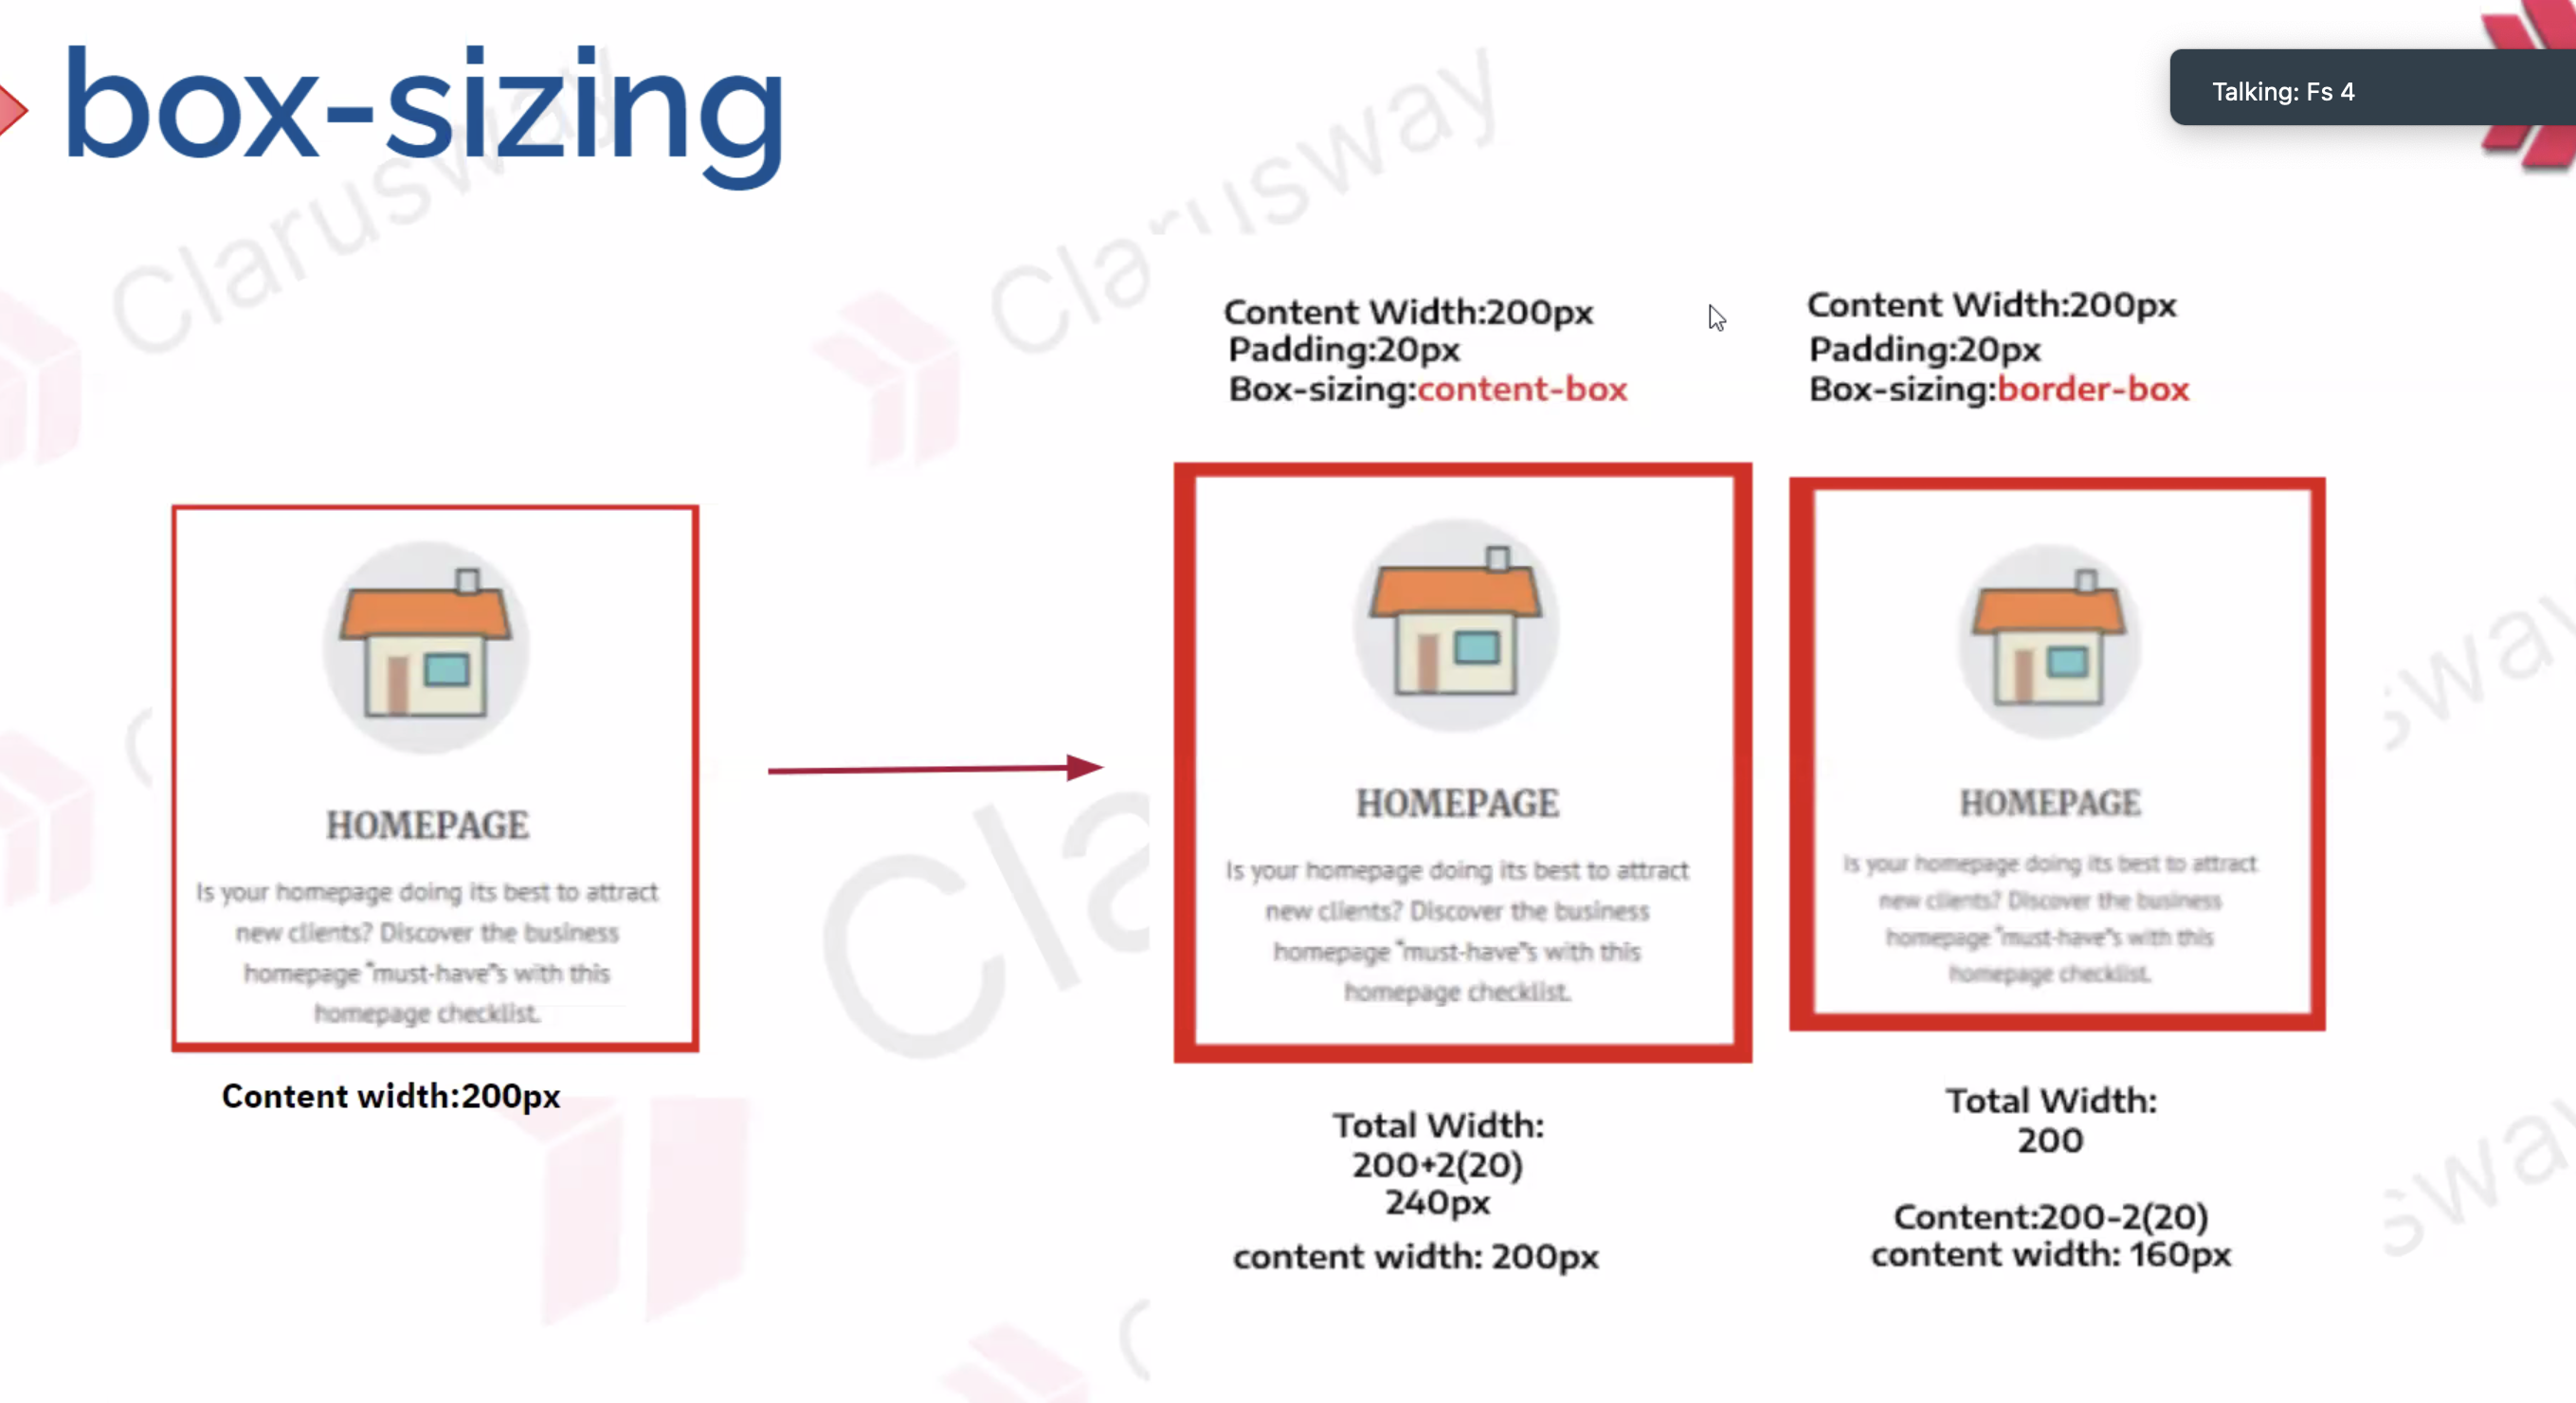 box-sizing
Talking: Fs 4
Clarusway
Clarusway
Content Width:200px
Padding:20px
Box-sizing:content-box
Content Width:200px
Padding:20px
Box-sizing:border-box
HOMEPAGE
Is your homepage doing its best to attract
new clients? Discover the business
homepage "must-have"s with this
homepage checklist.
Content width:200px
HOMEPAGE
Is your homepage doing its best to attract
new clients? Discover the business
homepage "must-have"s with this
homepage checklist.
Total Width:
200+2(20)
240px
content width: 200px
HOMEPAGE
Is your homepage doing its best to attract
new clients? Discover the business
homepage "must-have"s with this
homepage checklist.
Total Width:
200
Content:200-2(20)
content width: 160px
Cla
sway
sway